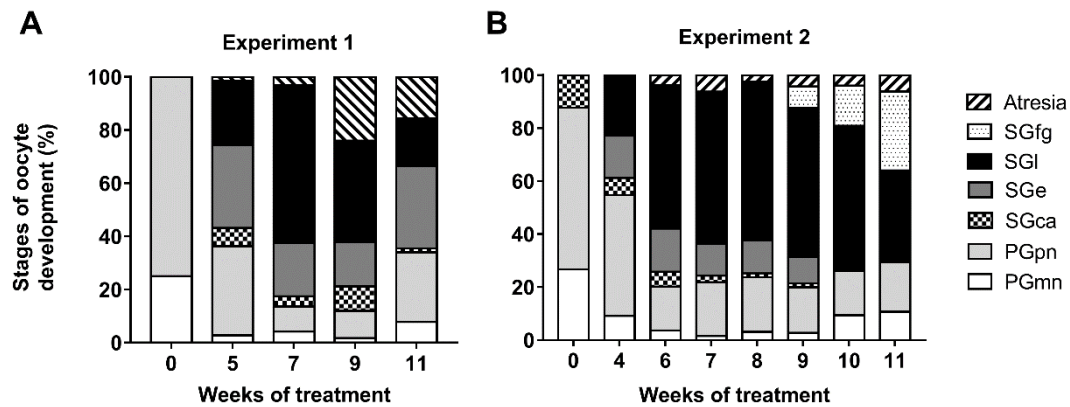 A
Experiment 1
Stages of oocyte
development (%)
100
80
60
40
20
0
0 5 7 9 11
Weeks of treatment
B
Experiment 2
100
80
60
40
20
0
0 4 6 7 8 9 10 11
Weeks of treatment
Atresia
SGfg
SGl
SGe
SGca
PGpn
PGmn